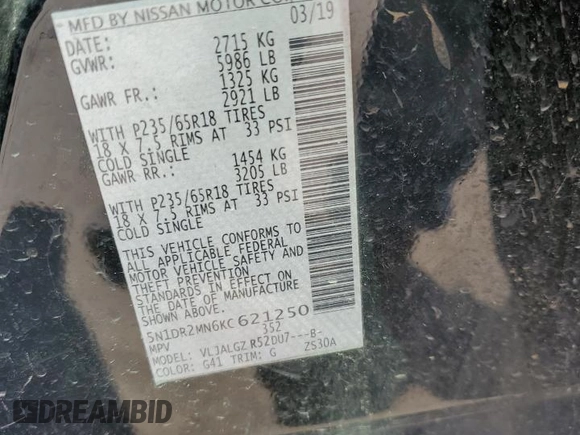 MFD BY NISSAN MOTOR CO
DATE: 03/19
GVWR: 2715 KG
5986 LB
GAWR FR.: 1325 KG
2921 LB
WITH P235/65R18 TIRES
18 X 7.5 RIMS AT 33 PSI
COLD SINGLE
GAWR RR.: 1454 KG
3205 LB
WITH P235/65R18 TIRES
18 X 7.5 RIMS AT 33 PSI
COLD SINGLE
THIS VEHICLE CONFORMS TO
ALL APPLICABLE FEDERAL
MOTOR VEHICLE SAFETY AND
THEFT PREVENTION
STANDARDS IN EFFECT ON
THE DATE OF MANUFACTURE
SHOWN ABOVE.
5N1DR2MN6KC621250
MPV 352
MODEL: VLJALGZ R52DU7---B-
COLOR: G41 TRIM: G ZS30A
DREAMBID